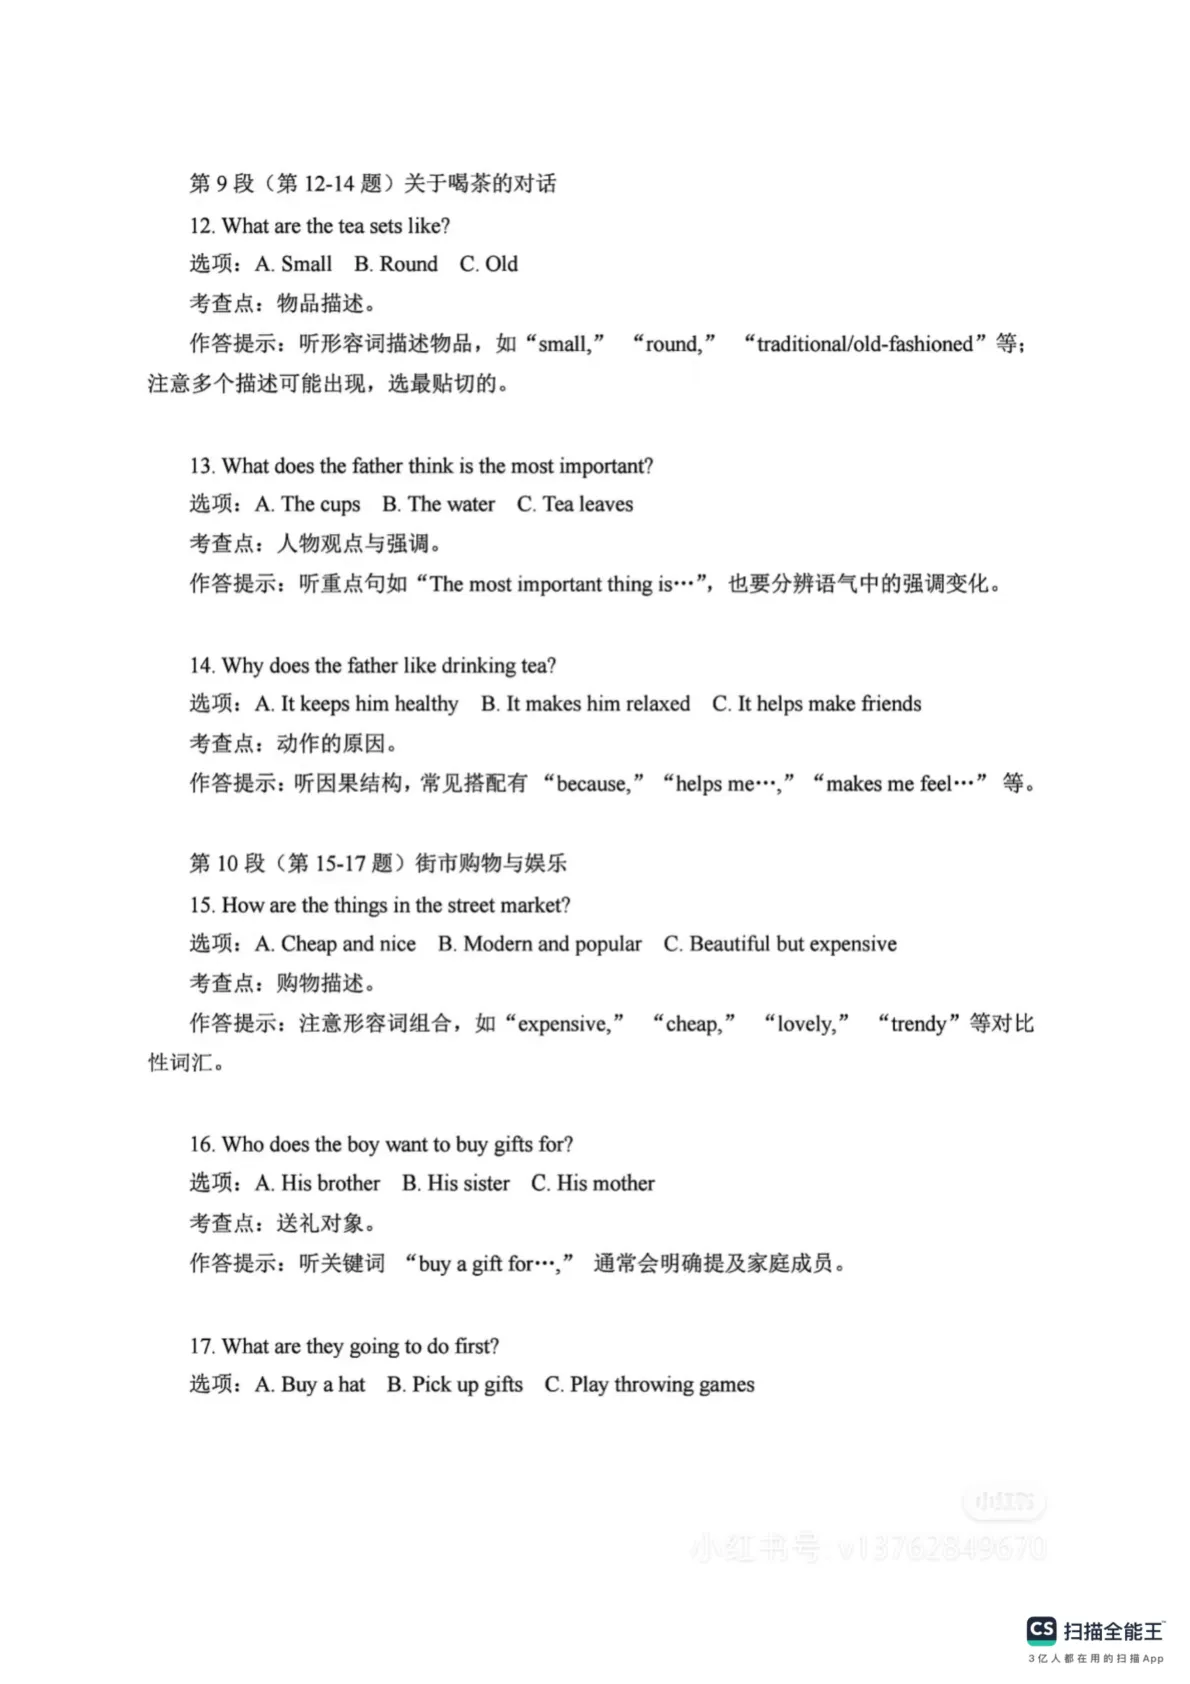 第 9 段（第 12-14 题）关于喝茶的对话
12. What are the tea sets like?
选项：A. Small B. Round C. Old
考查点：物品描述。
作答提示：听形容词描述物品，如“small,” “round,” “traditional/old-fashioned”等；
注意多个描述可能出现，选最贴切的。
13. What does the father think is the most important?
选项：A. The cups B. The water C. Tea leaves
考查点：人物观点与强调。
作答提示：听重点句如“The most important thing is…”，也要分辨语气中的强调变化。
14. Why does the father like drinking tea?
选项：A. It keeps him healthy B. It makes him relaxed C. It helps make friends
考查点：动作的原因。
作答提示：听因果结构，常见搭配有 “because,” “helps me…,” “makes me feel…” 等。
第 10 段（第 15-17 题）街市购物与娱乐
15. How are the things in the street market?
选项：A. Cheap and nice B. Modern and popular C. Beautiful but expensive
考查点：购物描述。
作答提示：注意形容词组合，如“expensive,” “cheap,” “lovely,” “trendy”等对比
性词汇。
16. Who does the boy want to buy gifts for?
选项：A. His brother B. His sister C. His mother
考查点：送礼对象。
作答提示：听关键词 “buy a gift for…,” 通常会明确提及家庭成员。
17. What are they going to do first?
选项：A. Buy a hat B. Pick up gifts C. Play throwing games
小红书
小红书号: v13762849670
CS 扫描全能王™
3亿人都在用的扫描App